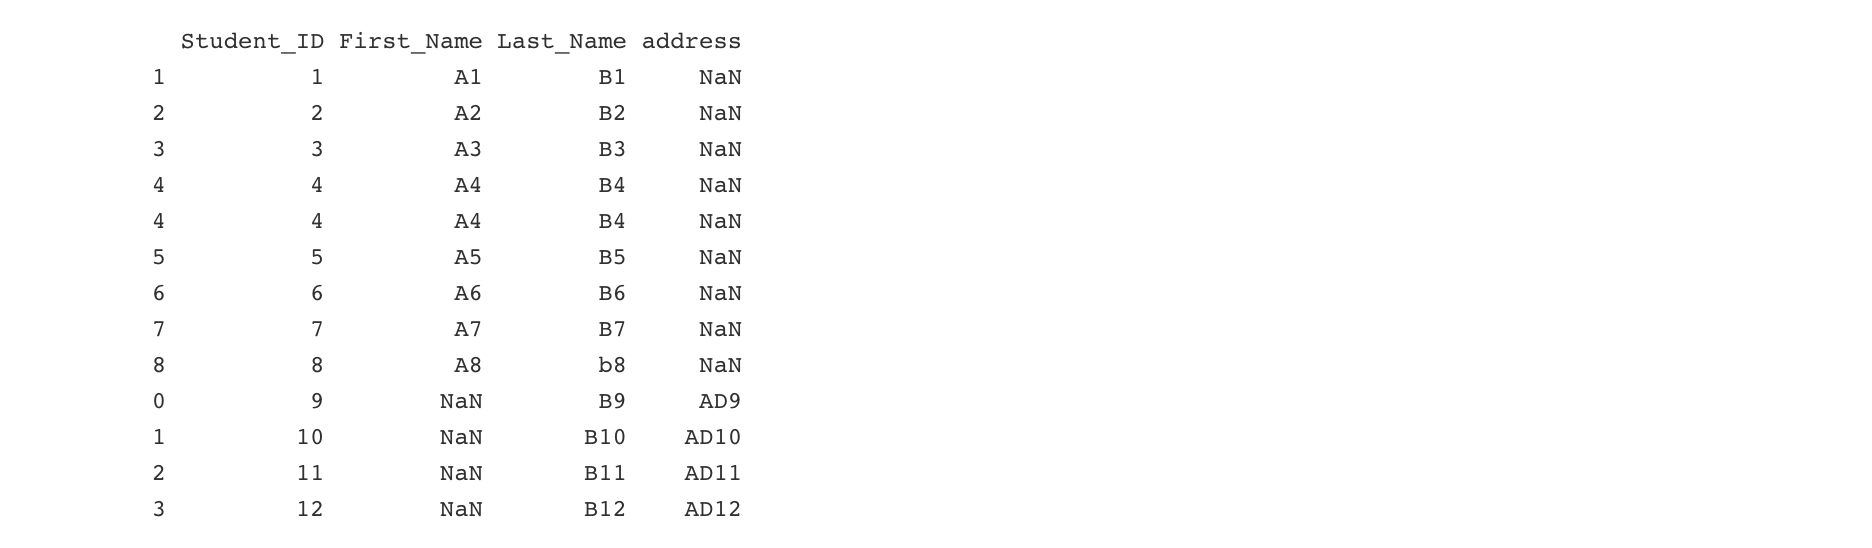 Student_ID First_Name Last_Name address
1 1 A1 B1 NaN
2 2 A2 B2 NaN
3 3 A3 B3 NaN
4 4 A4 B4 NaN
4 4 A4 B4 NaN
5 5 A5 B5 NaN
6 6 A6 B6 NaN
7 7 A7 B7 NaN
8 8 A8 b8 NaN
0 9 NaN B9 AD9
1 10 NaN B10 AD10
2 11 NaN B11 AD11
3 12 NaN B12 AD12